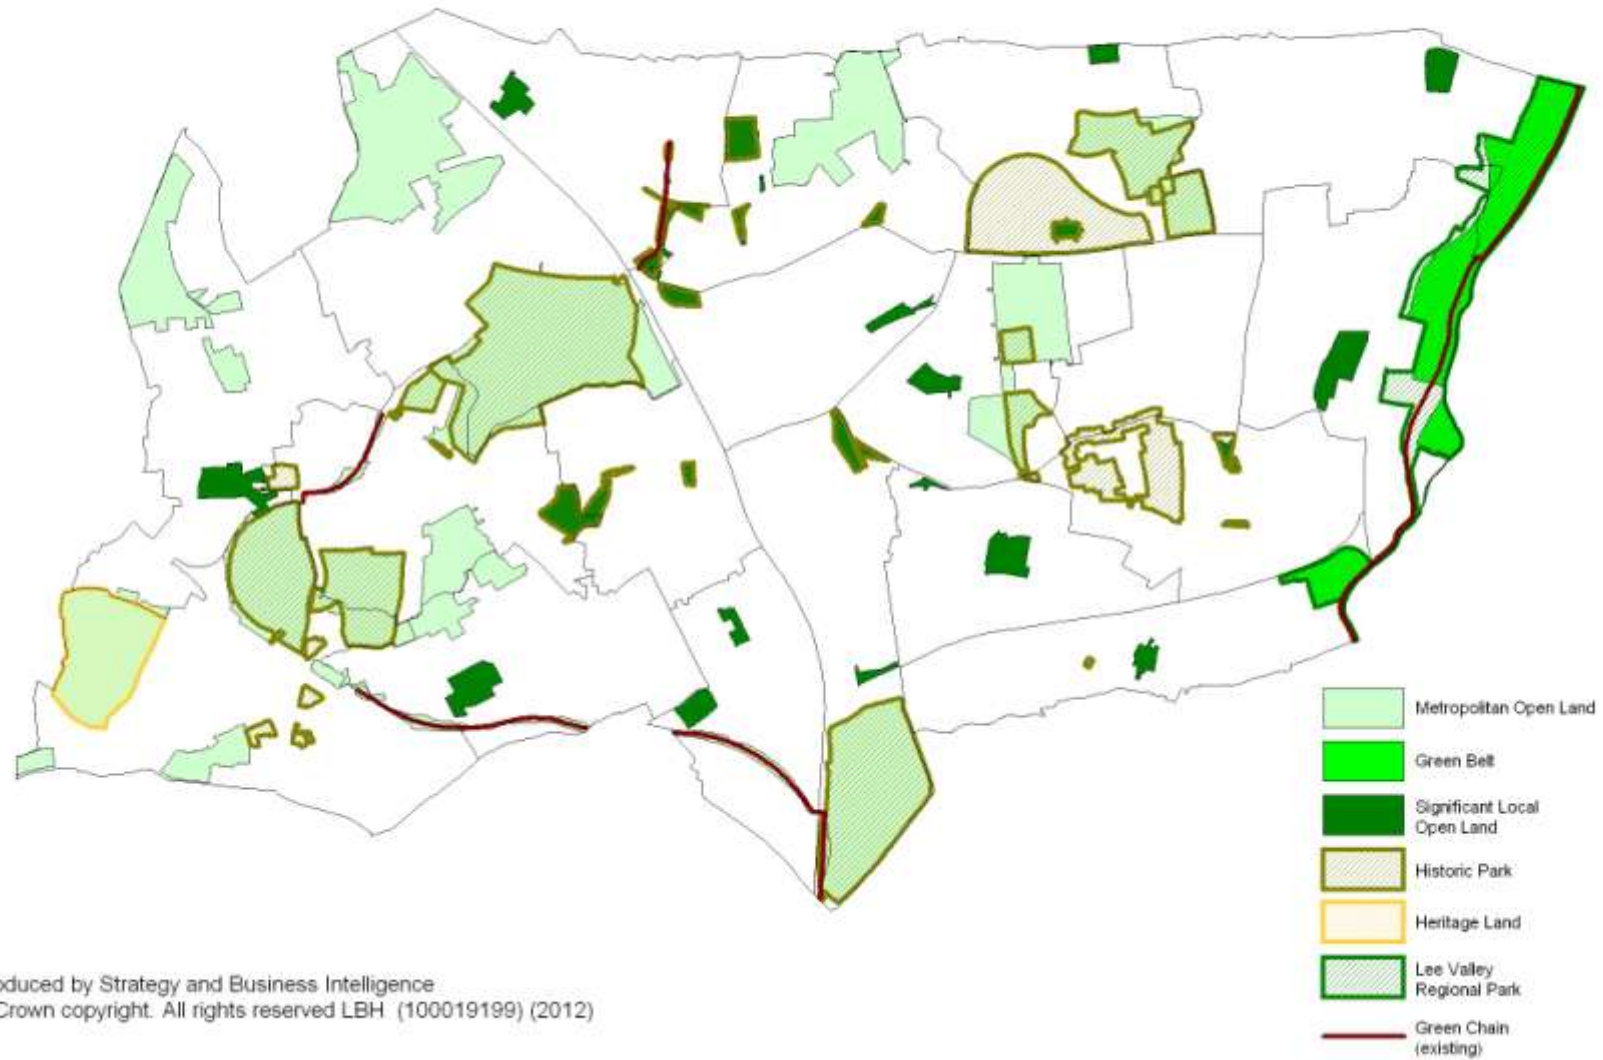 Metropolitan Open Land
Green Belt
Significant Local
Open Land
Historic Park
Heritage Land
Lee Valley
Regional Park
Green Chain
(existing)
oduced by Strategy and Business Intelligence
Crown copyright. All rights reserved LBH (100019199) (2012)